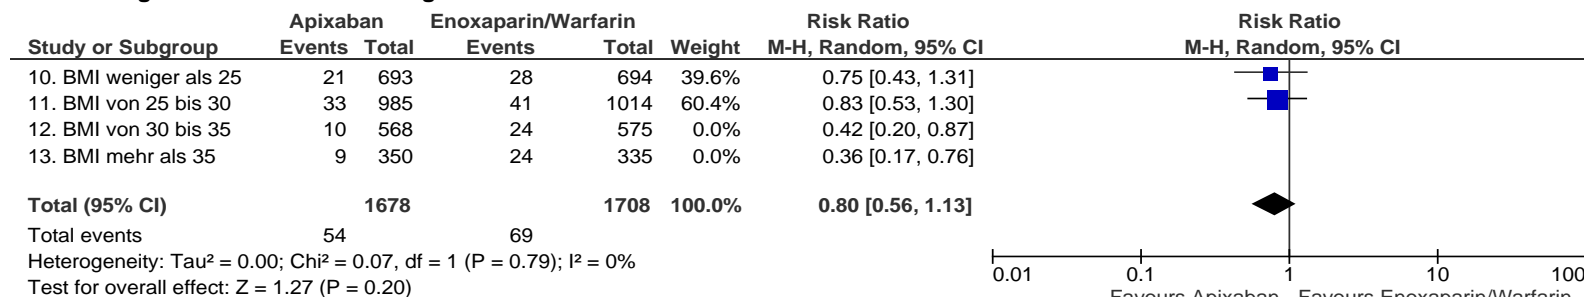 Apixaban Enoxaparin/Warfarin Risk Ratio Risk Ratio
Study or Subgroup Events Total Events Total Weight M-H, Random, 95% CI M-H, Random, 95% CI
10. BMI weniger als 25 21 693 28 694 39.6% 0.75 [0.43, 1.31]
11. BMI von 25 bis 30 33 985 41 1014 60.4% 0.83 [0.53, 1.30]
12. BMI von 30 bis 35 10 568 24 575 0.0% 0.42 [0.20, 0.87]
13. BMI mehr als 35 9 350 24 335 0.0% 0.36 [0.17, 0.76]
Total (95% CI) 1678 1708 100.0% 0.80 [0.56, 1.13]
Total events 54 69
Heterogeneity: Tau² = 0.00; Chi² = 0.07, df = 1 (P = 0.79); I² = 0%
Test for overall effect: Z = 1.27 (P = 0.20)
0.01 0.1 1 10 100
Favours Apixaban Favours Enoxaparin/Warfarin